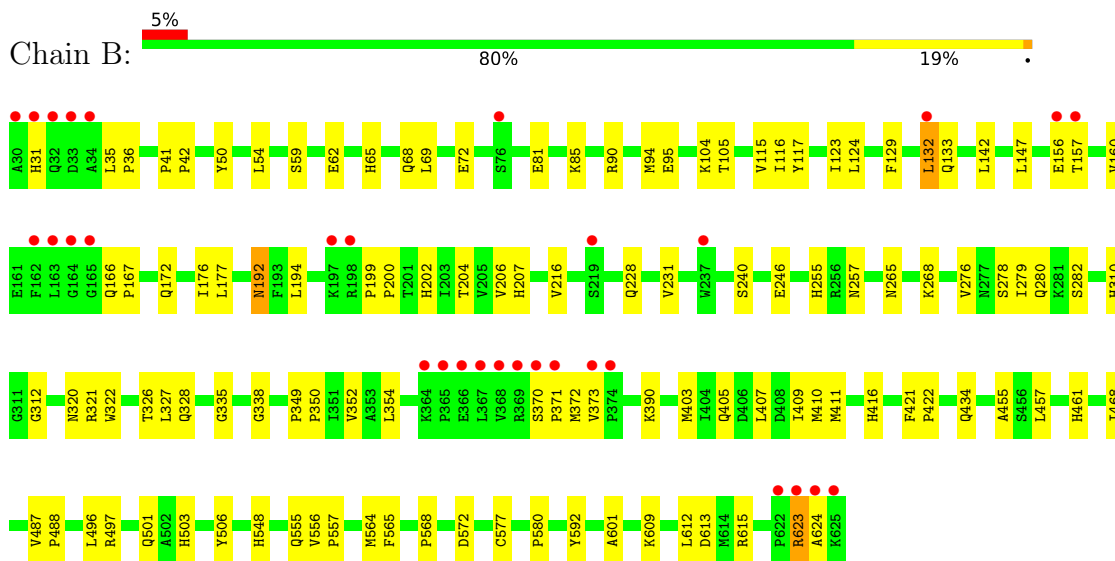 5%
Chain B:
80% 19% •
A30 H31 Q32 D33 A34 L35 P36 P41 P42 Y50 L54 S59 E62 H65 Q68 L69 E72 S76 E81 K85 R90 M94 E95 K104 T105 V115 I116 Y117 I123 L124 F129 L132 Q133 L142 L147 E156 T157
E161 F162 L163 G164 G165 Q166 P167 Q172 I176 L177 N192 F193 L194 K197 R198 P199 P200 T201 H202 I203 T204 V205 V206 H207 V216 S219 Q228 V231 W237 S240 E246 H255 R256 N257 N265 K268 V276 N277 S278 I279 Q280 K281 S282 H310
G311 G312 N320 R321 W322 T326 L327 Q328 G335 G338 P349 P350 I351 V352 A353 L354 K364 P365 E366 L367 V368 R369 S370 P371 M372 V373 P374 K390 M403 I404 Q405 D406 L407 D408 I409 M410 M411 H416 F421 P422 Q434 A455 S456 L457 H461
V487 P488 L496 R497 Q501 A502 H503 Y506 H548 Q555 V556 P557 M564 F565 P568 D572 C577 P580 Y592 A601 K609 L612 D613 M614 R615 P622 R623 A624 K625